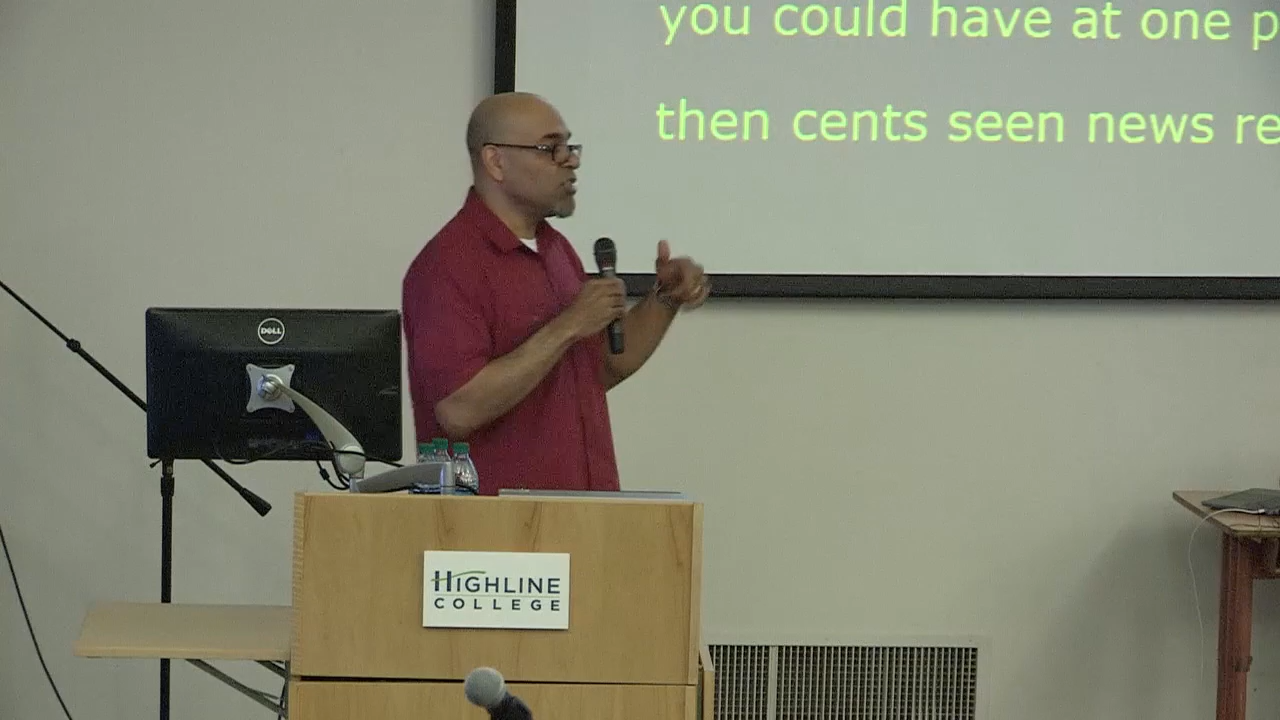 you could have at one p
then cents seen news re
DELL
HIGHLINE
COLLEGE